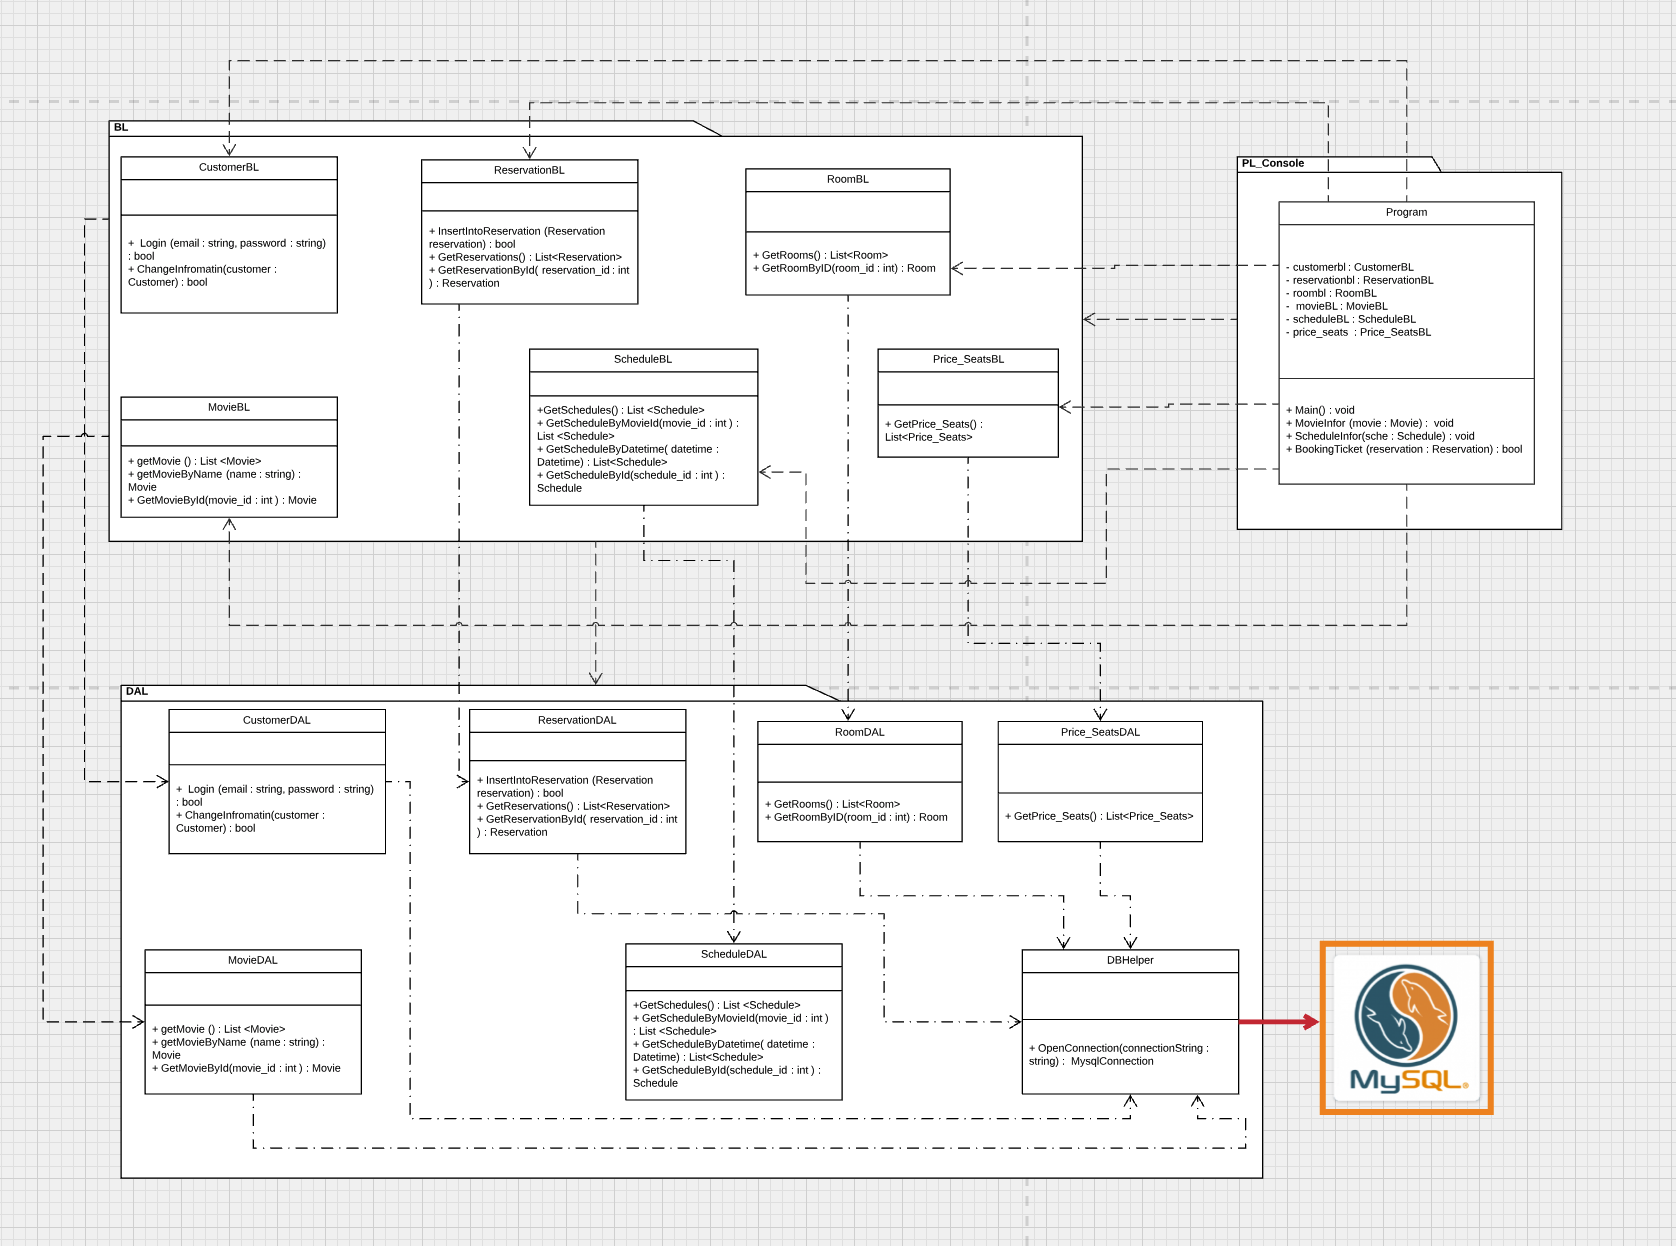 BL
CustomerBL
+  Login (email : string, password : string)
: bool
+ ChangeInfromatin(customer :
Customer) : bool
ReservationBL
+ InsertIntoReservation (Reservation
reservation) : bool
+ GetReservations() : List<Reservation>
+ GetReservationById( reservation_id : int
) : Reservation
RoomBL
+ GetRooms() : List<Room>
+ GetRoomByID(room_id : int) : Room
PL_Console
Program
- customerbl : CustomerBL
- reservationbl : ReservationBL
- roombl : RoomBL
-  movieBL : MovieBL
- scheduleBL : ScheduleBL
- price_seats  : Price_SeatsBL
+ Main() : void
+ MovieInfor (movie : Movie) :  void
+ ScheduleInfor(sche : Schedule) : void
+ BookingTicket (reservation : Reservation) : bool
MovieBL
+ getMovie () : List <Movie>
+ getMovieByName (name : string) :
Movie
+ GetMovieById(movie_id : int ) : Movie
ScheduleBL
+GetSchedules() : List <Schedule>
+ GetScheduleByMovieId(movie_id : int ) :
List <Schedule>
+ GetScheduleByDatetime( datetime :
Datetime) : List<Schedule>
+ GetScheduleById(schedule_id : int ) :
Schedule
Price_SeatsBL
+ GetPrice_Seats() :
List<Price_Seats>
DAL
CustomerDAL
+  Login (email : string, password : string)
: bool
+ ChangeInfromatin(customer :
Customer) : bool
ReservationDAL
+ InsertIntoReservation (Reservation
reservation) : bool
+ GetReservations() : List<Reservation>
+ GetReservationById( reservation_id : int
) : Reservation
RoomDAL
+ GetRooms() : List<Room>
+ GetRoomByID(room_id : int) : Room
Price_SeatsDAL
+ GetPrice_Seats() : List<Price_Seats>
MovieDAL
+ getMovie () : List <Movie>
+ getMovieByName (name : string) :
Movie
+ GetMovieById(movie_id : int ) : Movie
ScheduleDAL
+GetSchedules() : List <Schedule>
+ GetScheduleByMovieId(movie_id : int )
: List <Schedule>
+ GetScheduleByDatetime( datetime :
Datetime) : List<Schedule>
+ GetScheduleById(schedule_id : int ) :
Schedule
DBHelper
+ OpenConnection(connectionString :
string) :  MysqlConnection
MySQL®